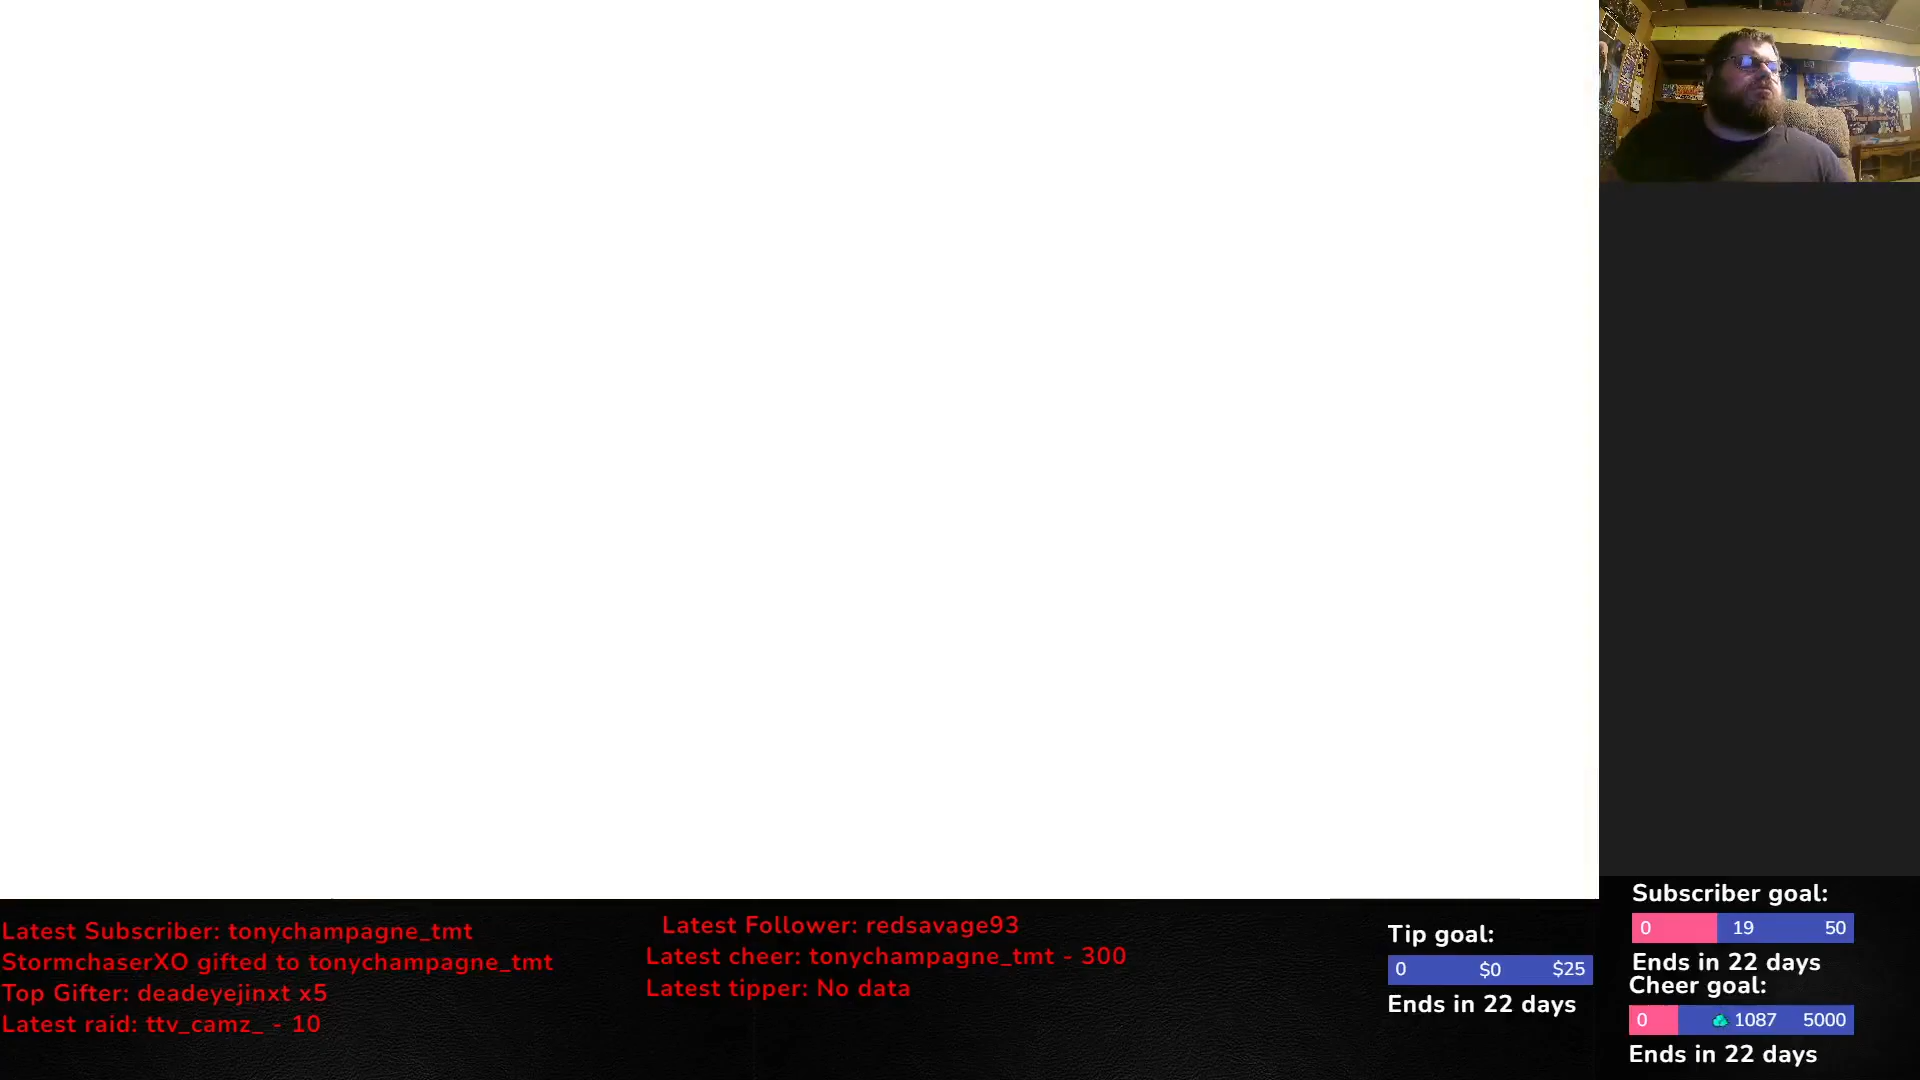 Latest Subscriber: tonychampagne_tmt
StormchaserXO gifted to tonychampagne_tmt
Top Gifter: deadeyejinxt x5
Latest raid: ttv_camz_ - 10
Latest Follower: redsavage93
Latest cheer: tonychampagne_tmt - 300
Latest tipper: No data
Tip goal:
0 $0 $25
Ends in 22 days
Subscriber goal:
0 19 50
Ends in 22 days
Cheer goal:
0 1087 5000
Ends in 22 days